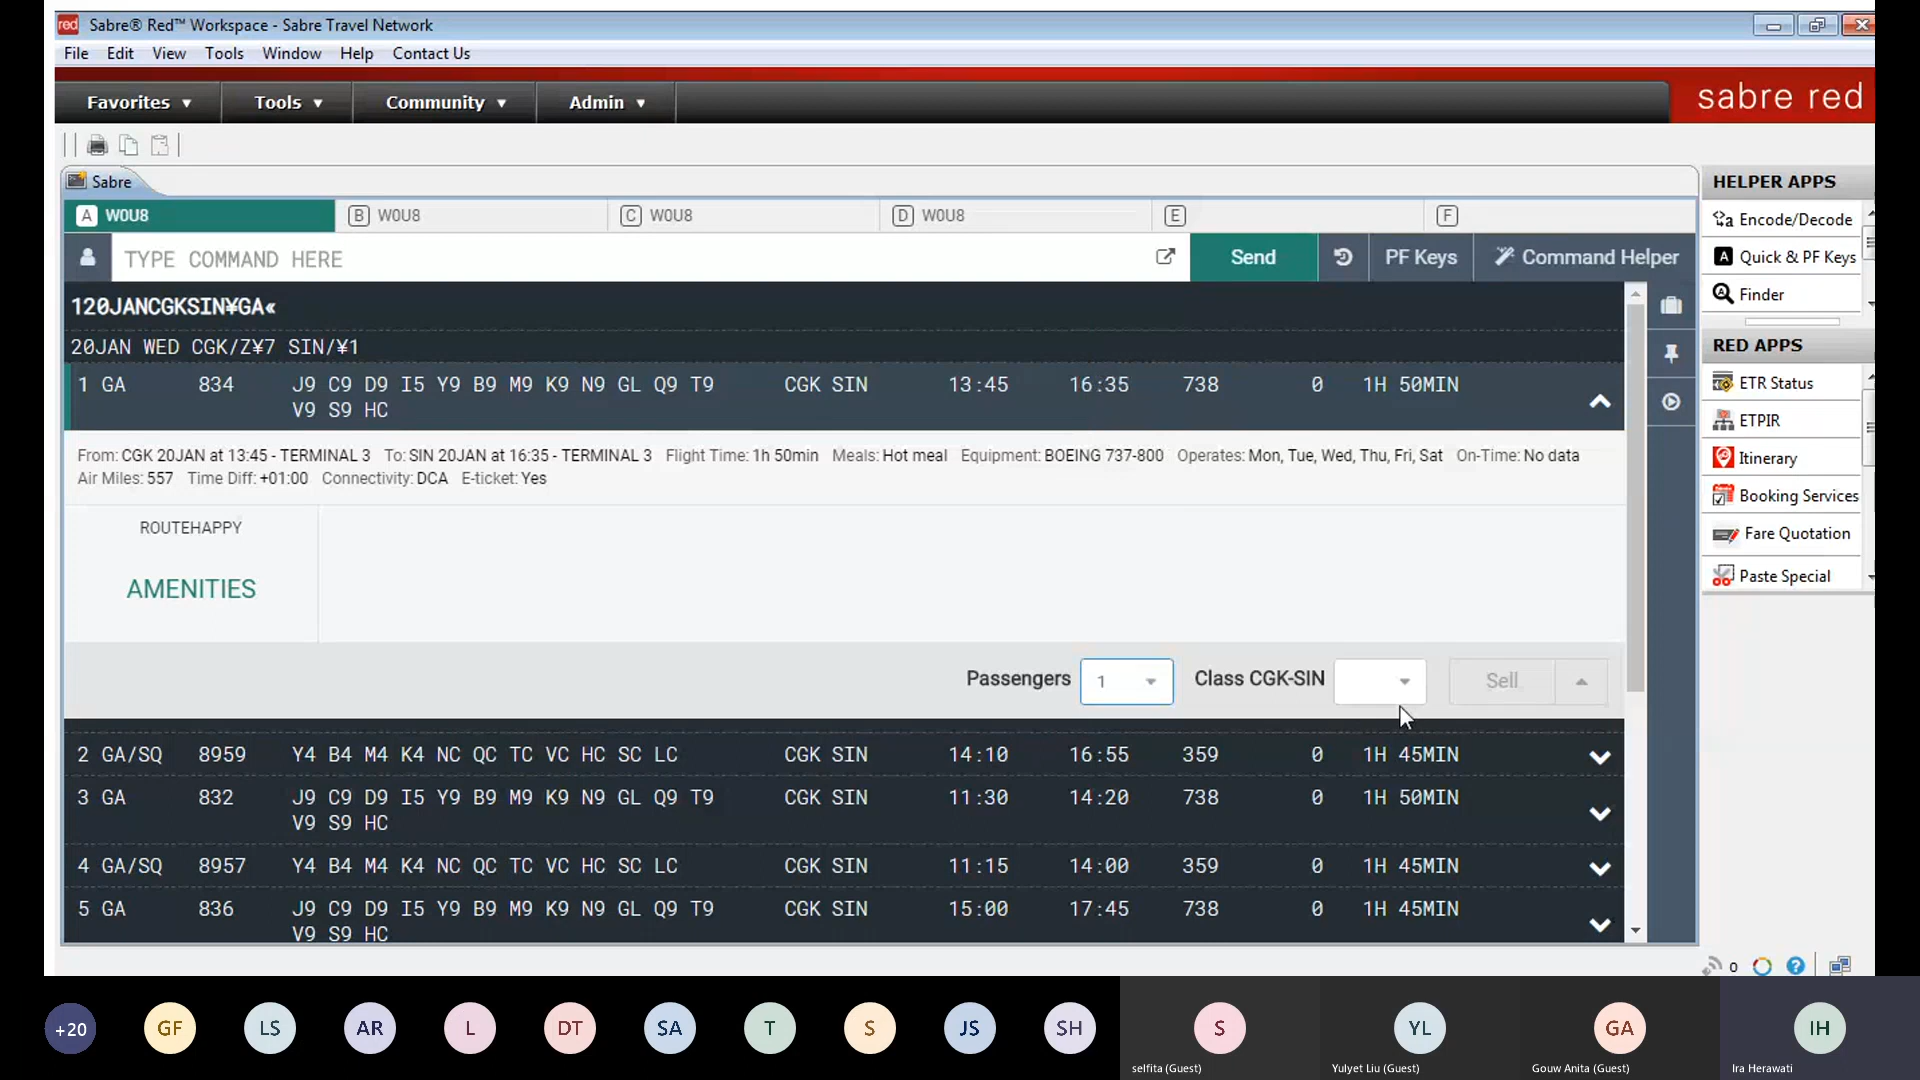 red Sabre® Red™ Workspace - Sabre Travel Network
File Edit View Tools Window Help Contact Us
Favorites Tools Community Admin
sabre red
Sabre
A W0U8 B W0U8 C W0U8 D W0U8 E F
TYPE COMMAND HERE Send PF Keys Command Helper
120JANCGKSIN¥GA«
20JAN WED CGK/Z¥7 SIN/¥1
1 GA 834 J9 C9 D9 I5 Y9 B9 M9 K9 N9 GL Q9 T9 CGK SIN 13:45 16:35 738 0 1H 50MIN
V9 S9 HC
From: CGK 20JAN at 13:45 - TERMINAL 3 To: SIN 20JAN at 16:35 - TERMINAL 3 Flight Time: 1h 50min Meals: Hot meal Equipment: BOEING 737-800 Operates: Mon, Tue, Wed, Thu, Fri, Sat On-Time: No data
Air Miles: 557 Time Diff: +01:00 Connectivity: DCA E-ticket: Yes
ROUTEHAPPY
AMENITIES
Passengers 1 Class CGK-SIN Sell
2 GA/SQ 8959 Y4 B4 M4 K4 NC QC TC VC HC SC LC CGK SIN 14:10 16:55 359 0 1H 45MIN
3 GA 832 J9 C9 D9 I5 Y9 B9 M9 K9 N9 GL Q9 T9 CGK SIN 11:30 14:20 738 0 1H 50MIN
V9 S9 HC
4 GA/SQ 8957 Y4 B4 M4 K4 NC QC TC VC HC SC LC CGK SIN 11:15 14:00 359 0 1H 45MIN
5 GA 836 J9 C9 D9 I5 Y9 B9 M9 K9 N9 GL Q9 T9 CGK SIN 15:00 17:45 738 0 1H 45MIN
V9 S9 HC
HELPER APPS
Encode/Decode
A Quick & PF Keys
Finder
RED APPS
ETR Status
ETPIR
Itinerary
Booking Services
Fare Quotation
Paste Special
0
+20 GF LS AR L DT SA T S JS SH S YL GA IH
selfita (Guest) Yulyet Liu (Guest) Gouw Anita (Guest) Ira Herawati